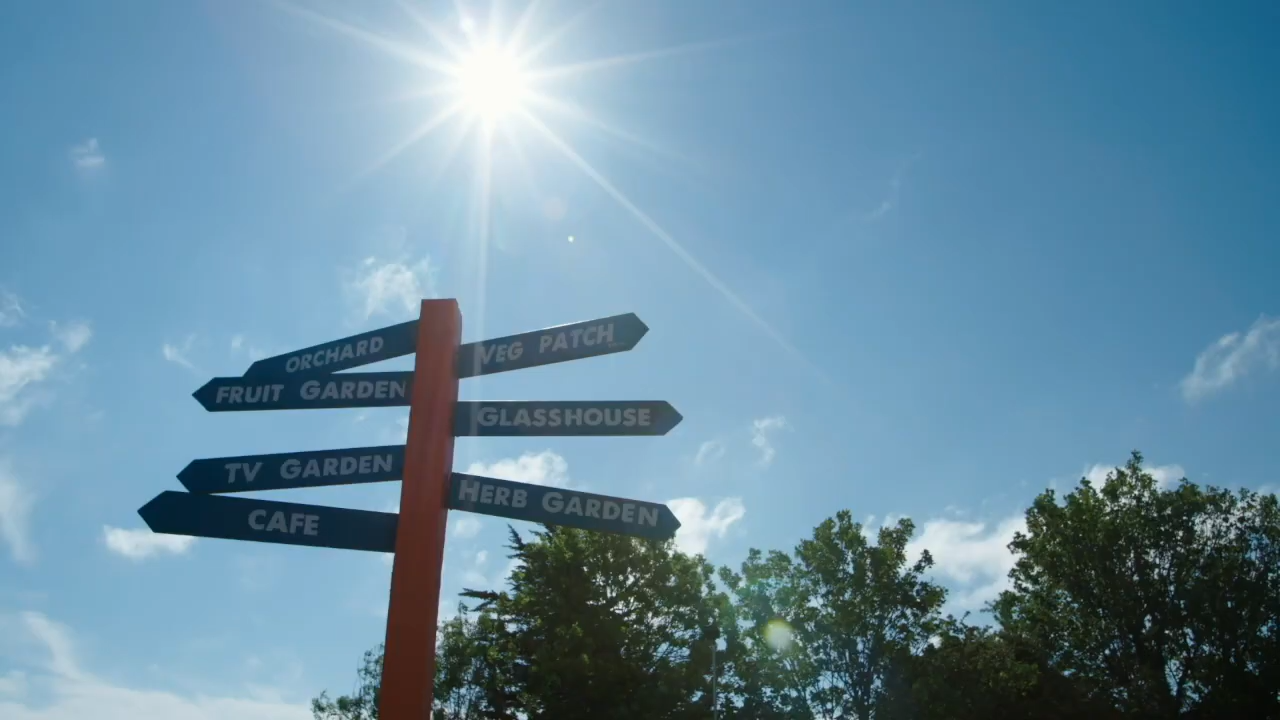 ORCHARD
FRUIT GARDEN
TV GARDEN
CAFE
VEG PATCH
GLASSHOUSE
HERB GARDEN